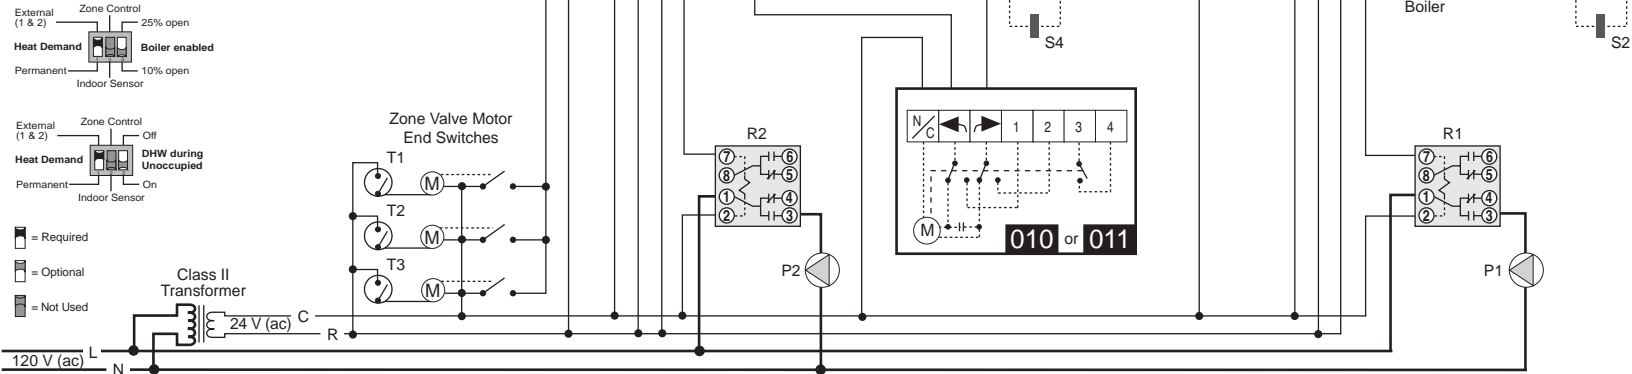 External
(1 & 2)
Zone Control
25% open
Heat Demand
Boiler enabled
Permanent
10% open
Indoor Sensor
External
(1 & 2)
Zone Control
Off
Heat Demand
DHW during
Unoccupied
Permanent
On
Indoor Sensor
= Required
= Optional
= Not Used
Class II
Transformer
24 V (ac)
C
R
120 V (ac)
L
N
Zone Valve Motor
End Switches
T1
M
T2
M
T3
M
R2
7 6
8 5
1 4
2 3
P2
S4
N/C 1 2 3 4
M
010 or 011
Boiler
S2
R1
7 6
8 5
1 4
2 3
P1